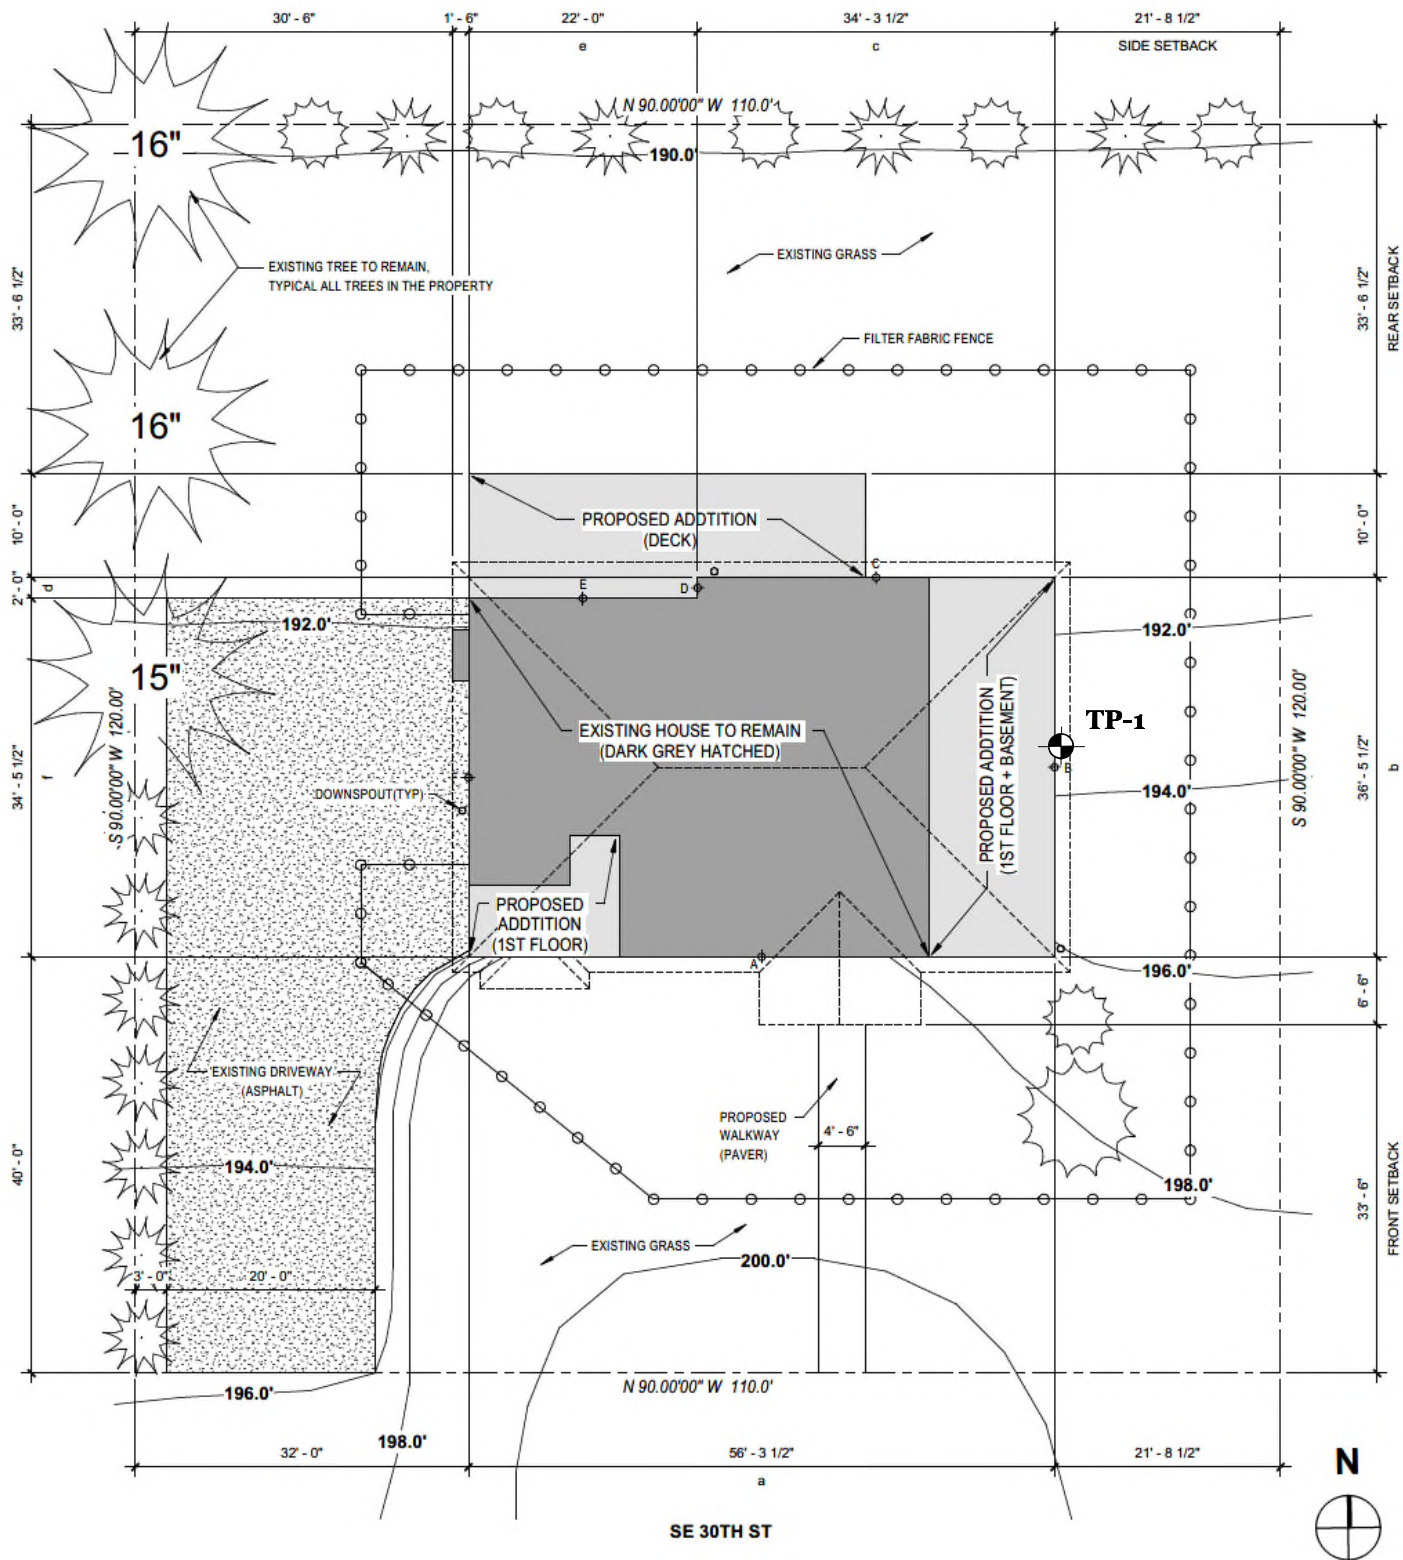 30' - 6"
1' - 6"
22' - 0"
34' - 3 1/2"
21' - 8 1/2"
e
c
SIDE SETBACK
N 90.00'00" W 110.0'
16"
190.0'
EXISTING GRASS
EXISTING TREE TO REMAIN,
TYPICAL ALL TREES IN THE PROPERTY
33' - 6 1/2"
33' - 6 1/2"
REAR SETBACK
FILTER FABRIC FENCE
16"
PROPOSED ADDTITION
(DECK)
10' - 0"
10' - 0"
C
E
D
2' - 0"
d
192.0'
192.0'
15"
S 90.00'00" W 120.00'
EXISTING HOUSE TO REMAIN
(DARK GREY HATCHED)
PROPOSED ADDTITION
(1ST FLOOR + BASEMENT)
TP-1
B
S 90.00'00" W 120.00'
34' - 5 1/2"
f
36' - 5 1/2"
b
DOWNSPOUT(TYP)
194.0'
PROPOSED
ADDTITION
(1ST FLOOR)
A
196.0'
6' - 6"
EXISTING DRIVEWAY
(ASPHALT)
PROPOSED
WALKWAY
(PAVER)
4' - 6"
40' - 0"
194.0'
198.0'
33' - 6"
FRONT SETBACK
EXISTING GRASS
200.0'
3' - 0"
20' - 0"
196.0'
N 90.00'00" W 110.0'
198.0'
32' - 0"
56' - 3 1/2"
21' - 8 1/2"
a
N
SE 30TH ST